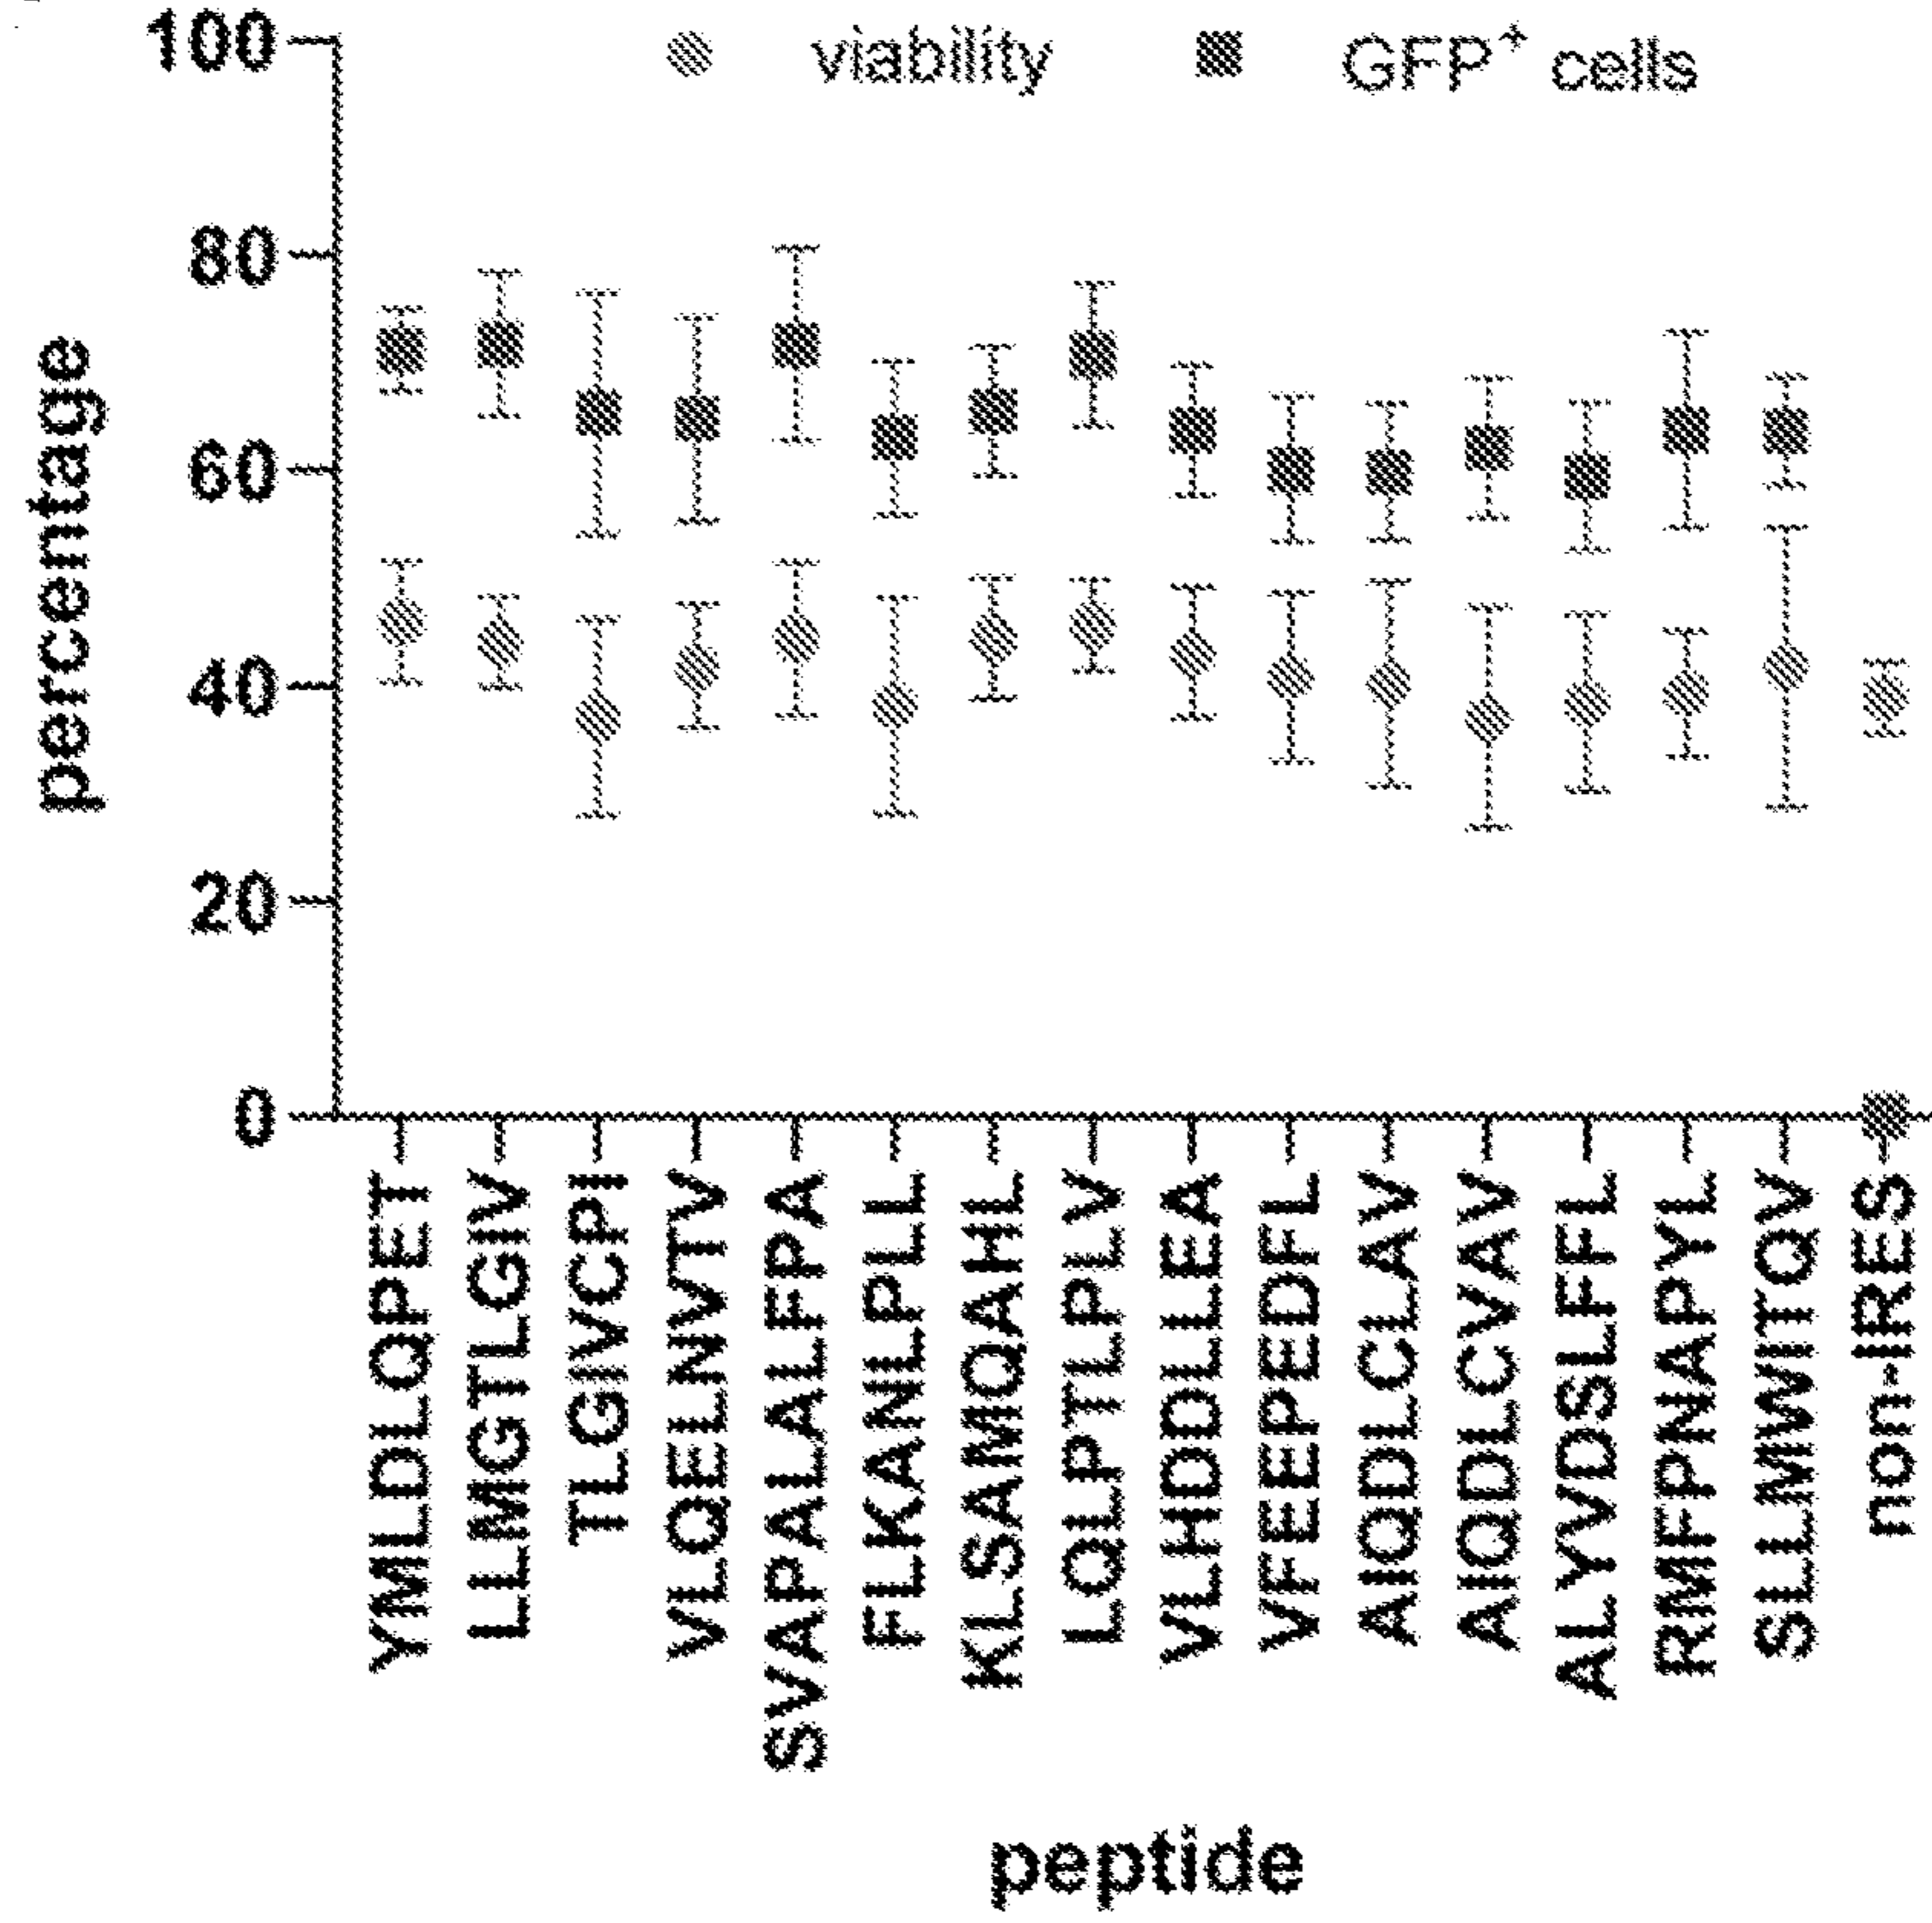 viability
GFP⁺ cells
percentage
100
80
60
40
20
0
YMLDLQPET
LLMGTLGIV
TLGIVCPI
VLQELNVTV
SVAPALALFPA
FLKANLPLL
KLSAMQAHL
LQLPTLPLV
VLHDDLLEA
VFEEPEDFL
AIQDLCLAV
AIQDLCVAV
ALYVDSLFFL
RMFPNAPYL
SLLMWITQV
non-IRES
peptide